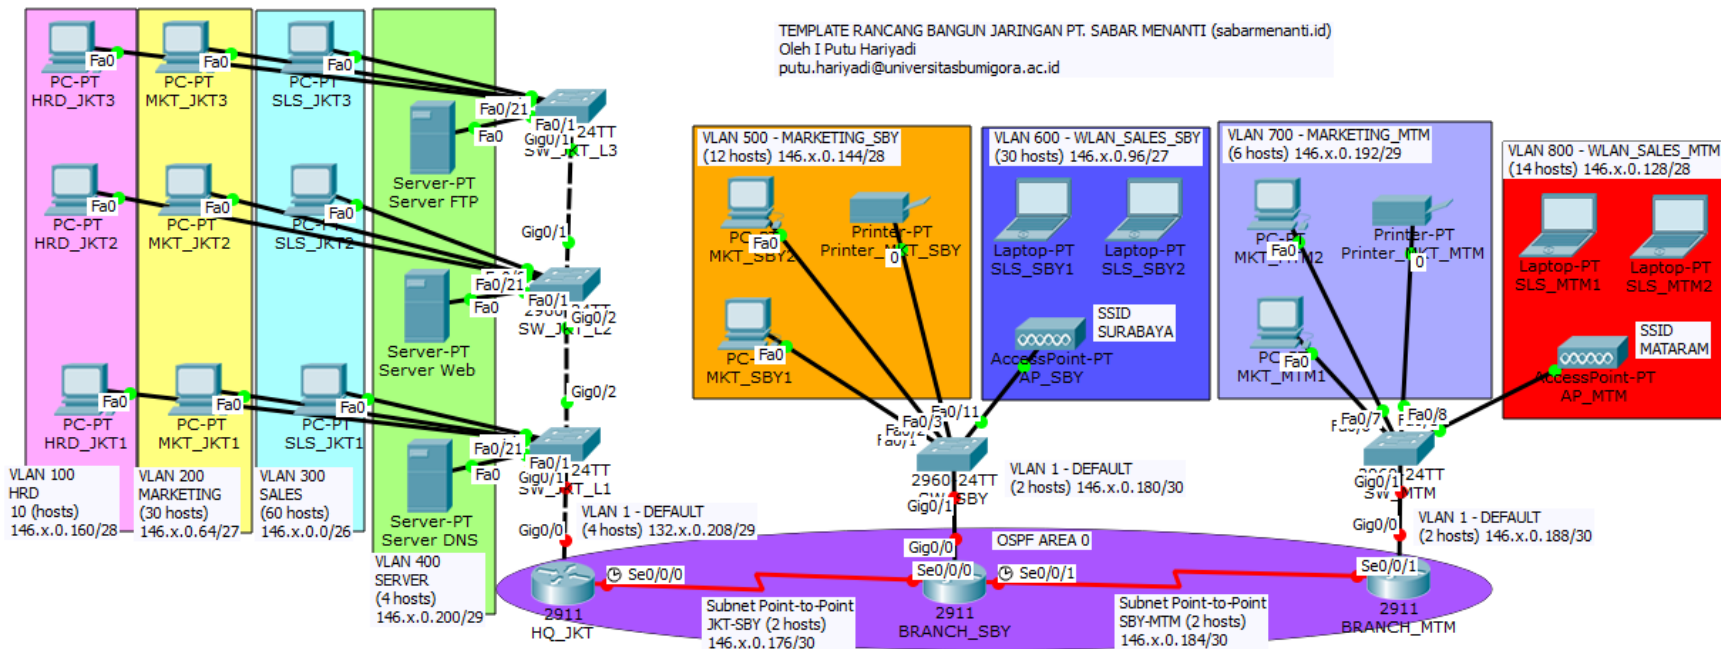 TEMPLATE RANCANG BANGUN JARINGAN PT. SABAR MENANTI (sabarmenanti.id)
Oleh I Putu Hariyadi
putu.hariyadi@universitasbumigora.ac.id
Fa0
PC-PT
HRD_JKT3
Fa0
PC-PT
MKT_JKT3
Fa0
PC-PT
SLS_JKT3
Fa0
PC-PT
HRD_JKT2
Fa0
PC-PT
MKT_JKT2
Fa0
PC-PT
SLS_JKT2
Fa0
PC-PT
HRD_JKT1
Fa0
PC-PT
MKT_JKT1
Fa0
PC-PT
SLS_JKT1
VLAN 100
HRD
10 (hosts)
146.x.0.160/28
VLAN 200
MARKETING
(30 hosts)
146.x.0.64/27
VLAN 300
SALES
(60 hosts)
146.x.0.0/26
Fa0
Server-PT
Server FTP
Fa0
Server-PT
Server Web
Fa0
Server-PT
Server DNS
VLAN 400
SERVER
(4 hosts)
146.x.0.200/29
Fa0/21
Fa0/1
24TT
Gig0/1
SW_JKT_L3
Gig0/1
Fa0/21
Fa0/1
Gig0/2
SW_JKT_L2
Gig0/2
Fa0/21
Fa0/1
24TT
Gig0/1
SW_JKT_L1
VLAN 1 - DEFAULT
(4 hosts) 132.x.0.208/29
Gig0/0
Se0/0/0
2911
HQ_JKT
Subnet Point-to-Point
JKT-SBY (2 hosts)
146.x.0.176/30
VLAN 500 - MARKETING_SBY
(12 hosts) 146.x.0.144/28
Fa0
MKT_SBY2
Printer-PT
Printer_MKT_SBY
0
Fa0
MKT_SBY1
VLAN 600 - WLAN_SALES_SBY
(30 hosts) 146.x.0.96/27
Laptop-PT
SLS_SBY1
Laptop-PT
SLS_SBY2
SSID
SURABAYA
AccessPoint-PT
AP_SBY
Fa0/11
Fa0/3
Fa0/1
2960-24TT
Gig0/1
VLAN 1 - DEFAULT
(2 hosts) 146.x.0.180/30
OSPF AREA 0
Gig0/0
Se0/0/0
Se0/0/1
2911
BRANCH_SBY
Subnet Point-to-Point
SBY-MTM (2 hosts)
146.x.0.184/30
VLAN 700 - MARKETING_MTM
(6 hosts) 146.x.0.192/29
Fa0
MKT_MTM2
Printer-PT
Printer_MKT_MTM
0
Fa0
MKT_MTM1
VLAN 800 - WLAN_SALES_MTM
(14 hosts) 146.x.0.128/28
Laptop-PT
SLS_MTM1
Laptop-PT
SLS_MTM2
SSID
MATARAM
AccessPoint-PT
AP_MTM
Fa0/7
Fa0/8
2960-24TT
Gig0/1
SW_MTM
VLAN 1 - DEFAULT
(2 hosts) 146.x.0.188/30
Gig0/0
Se0/0/1
2911
BRANCH_MTM